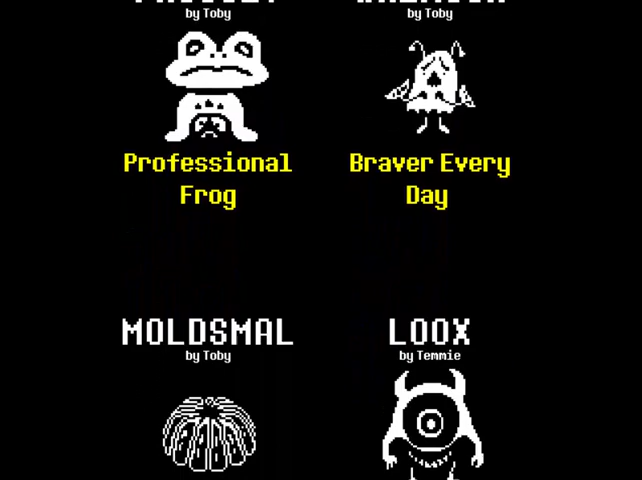 by Toby
by Toby
Professional
Frog
Braver Every
Day
MOLDSMAL
by Toby
LOOX
by Temmie